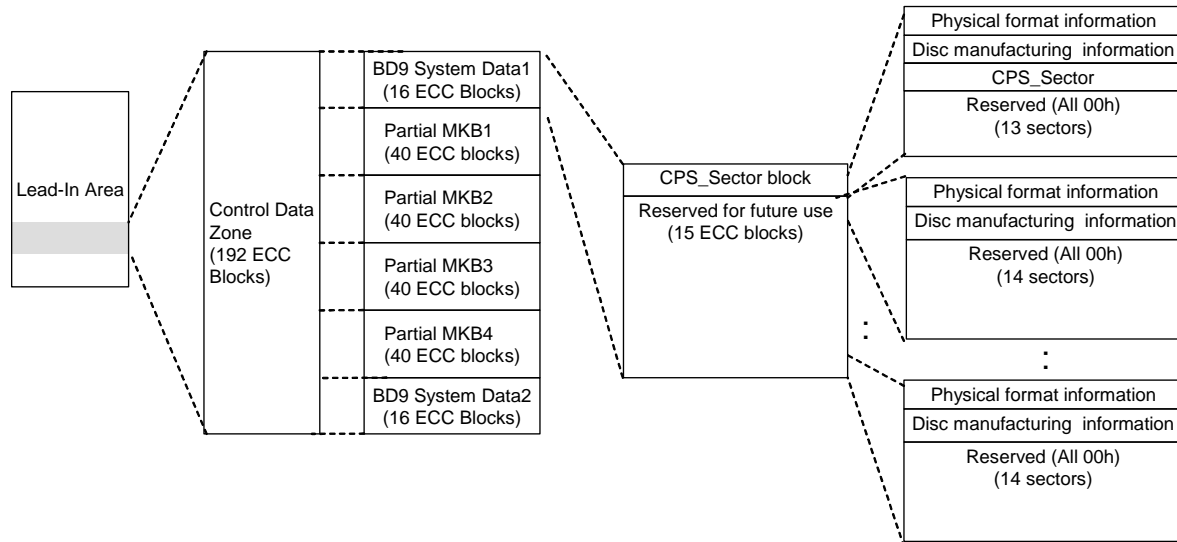 Lead-In Area
Control Data
Zone
(192 ECC
Blocks)
BD9 System Data1
(16 ECC Blocks)
Partial MKB1
(40 ECC blocks)
Partial MKB2
(40 ECC blocks)
Partial MKB3
(40 ECC blocks)
Partial MKB4
(40 ECC blocks)
BD9 System Data2
(16 ECC Blocks)
CPS_Sector block
Reserved for future use
(15 ECC blocks)
Physical format information
Disc manufacturing information
CPS_Sector
Reserved (All 00h)
(13 sectors)
Physical format information
Disc manufacturing information
Reserved (All 00h)
(14 sectors)
:
:
Physical format information
Disc manufacturing information
Reserved (All 00h)
(14 sectors)